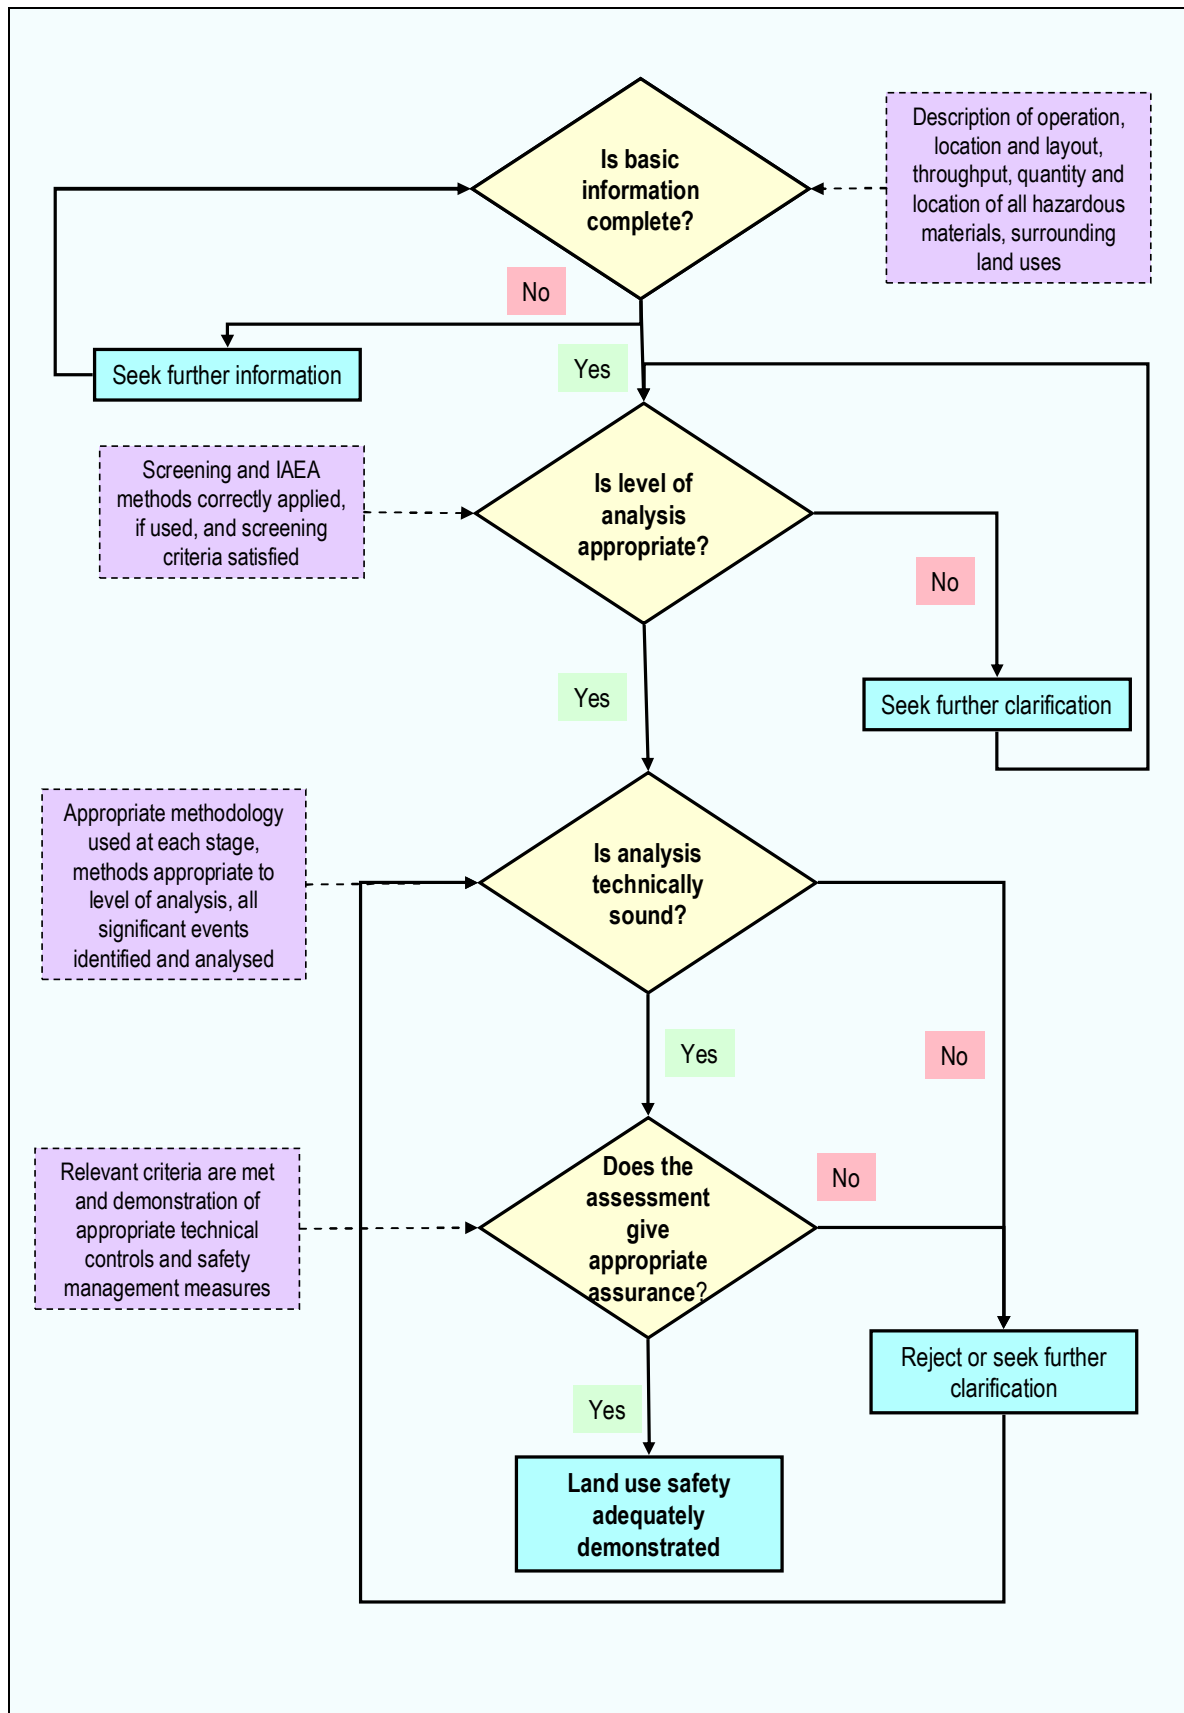 Is basic
information
complete?
Description of operation,
location and layout,
throughput, quantity and
location of all hazardous
materials, surrounding
land uses
No
Seek further information
Yes
Screening and IAEA
methods correctly applied,
if used, and screening
criteria satisfied
Is level of
analysis
appropriate?
No
Yes
Seek further clarification
Appropriate methodology
used at each stage,
methods appropriate to
level of analysis, all
significant events
identified and analysed
Is analysis
technically
sound?
Yes
No
Relevant criteria are met
and demonstration of
appropriate technical
controls and safety
management measures
Does the
assessment
give
appropriate
assurance?
No
Reject or seek further
clarification
Yes
Land use safety
adequately
demonstrated